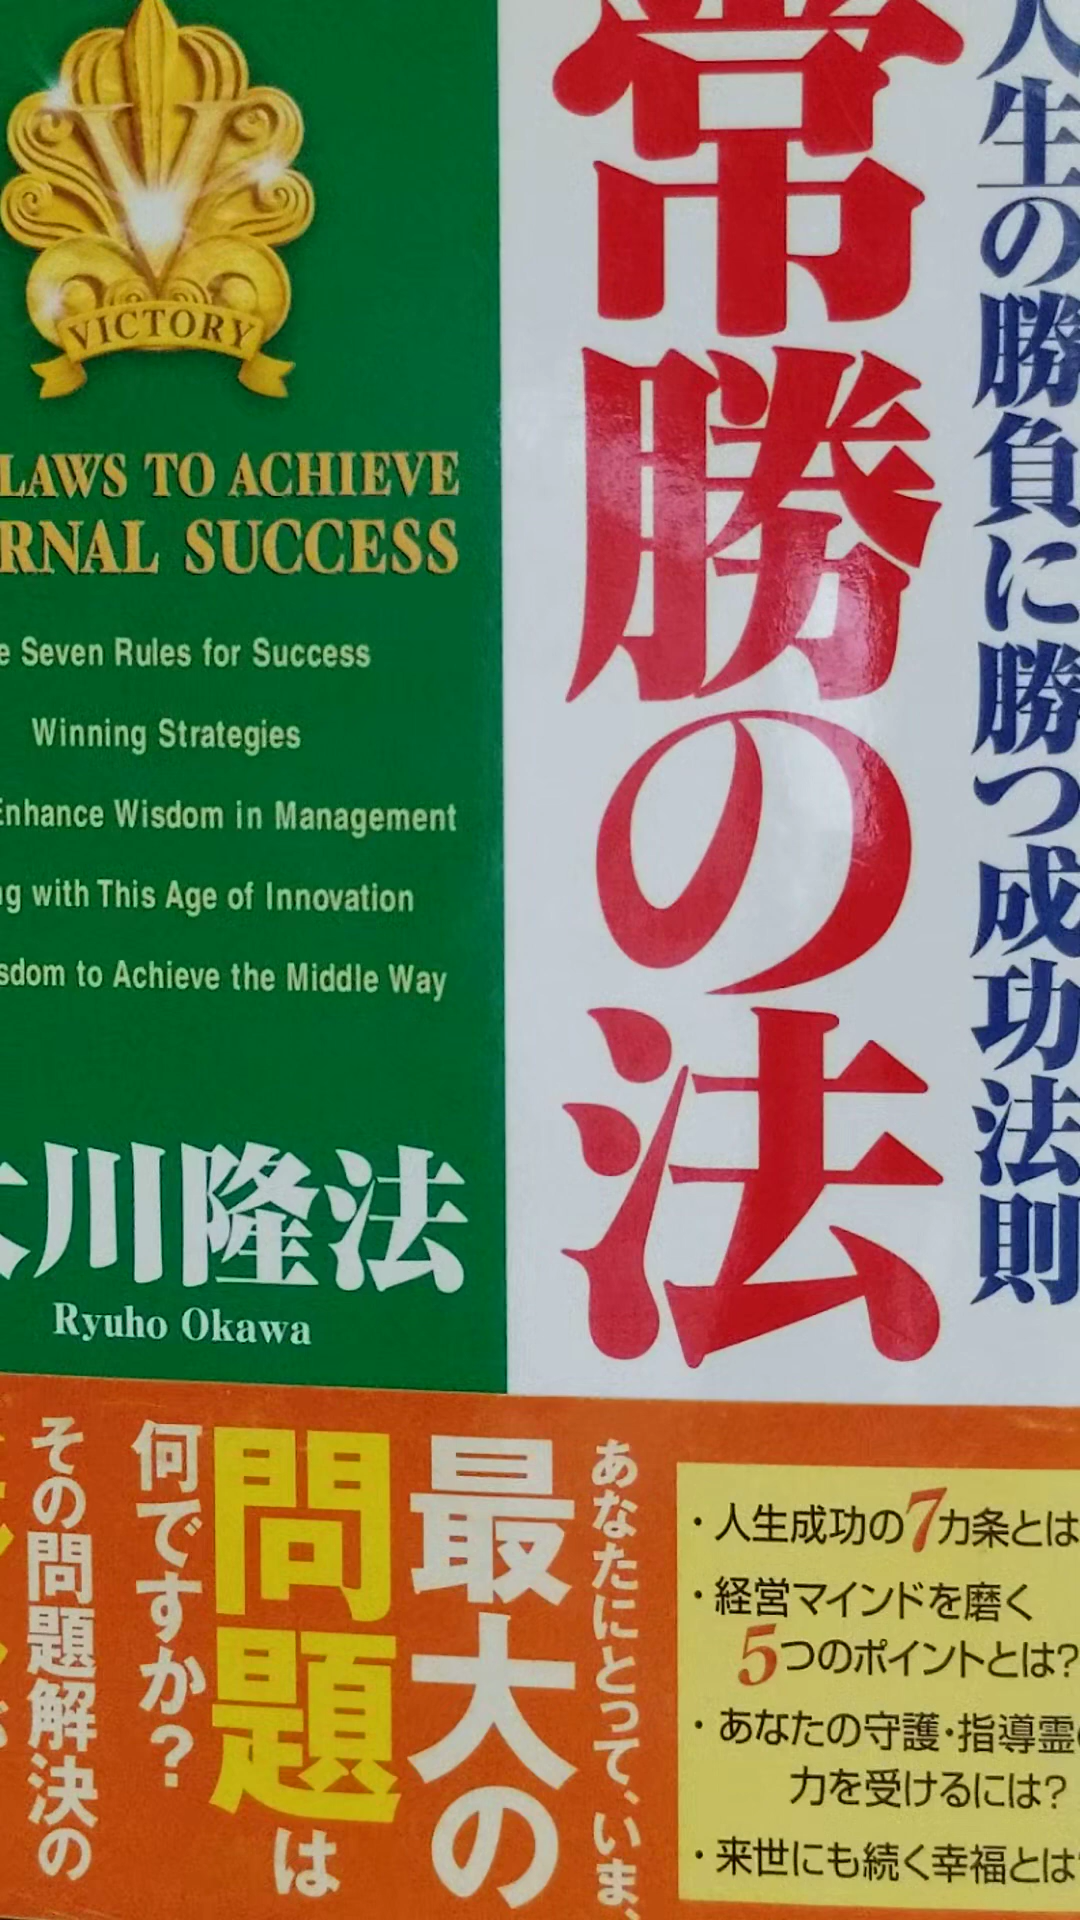 人生の勝負に勝つ成功法則
常勝の法
V
VICTORY
LAWS TO ACHIEVE
RNAL SUCCESS
e Seven Rules for Success
Winning Strategies
Enhance Wisdom in Management
ng with This Age of Innovation
sdom to Achieve the Middle Way
大川隆法
Ryuho Okawa
・人生成功の7カ条とは
・経営マインドを磨く
5つのポイントとは?
・あなたの守護・指導霊
力を受けるには?
・来世にも続く幸福とは
あなたにとって、いま、
最大の
問題は
何ですか?
その問題解決の